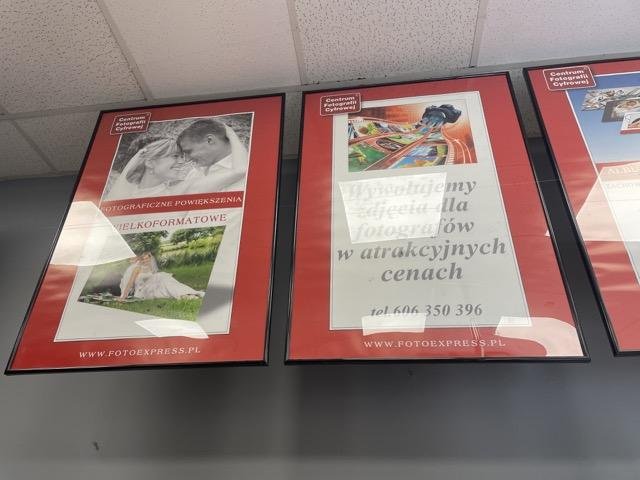 Centrum
Fotografii
Cyfrowej
FOTOGRAFICZNE POWIĘKSZENIA
WIELKOFORMATOWE
WWW.FOTOEXPRESS.PL
Centrum
Fotografii
Cyfrowej
Wywołujemy
zdjęcia dla
fotografów
w atrakcyjnych
cenach
tel 606 350 396
WWW.FOTOEXPRESS.PL
Centrum
Fotografii
Cyfrowej